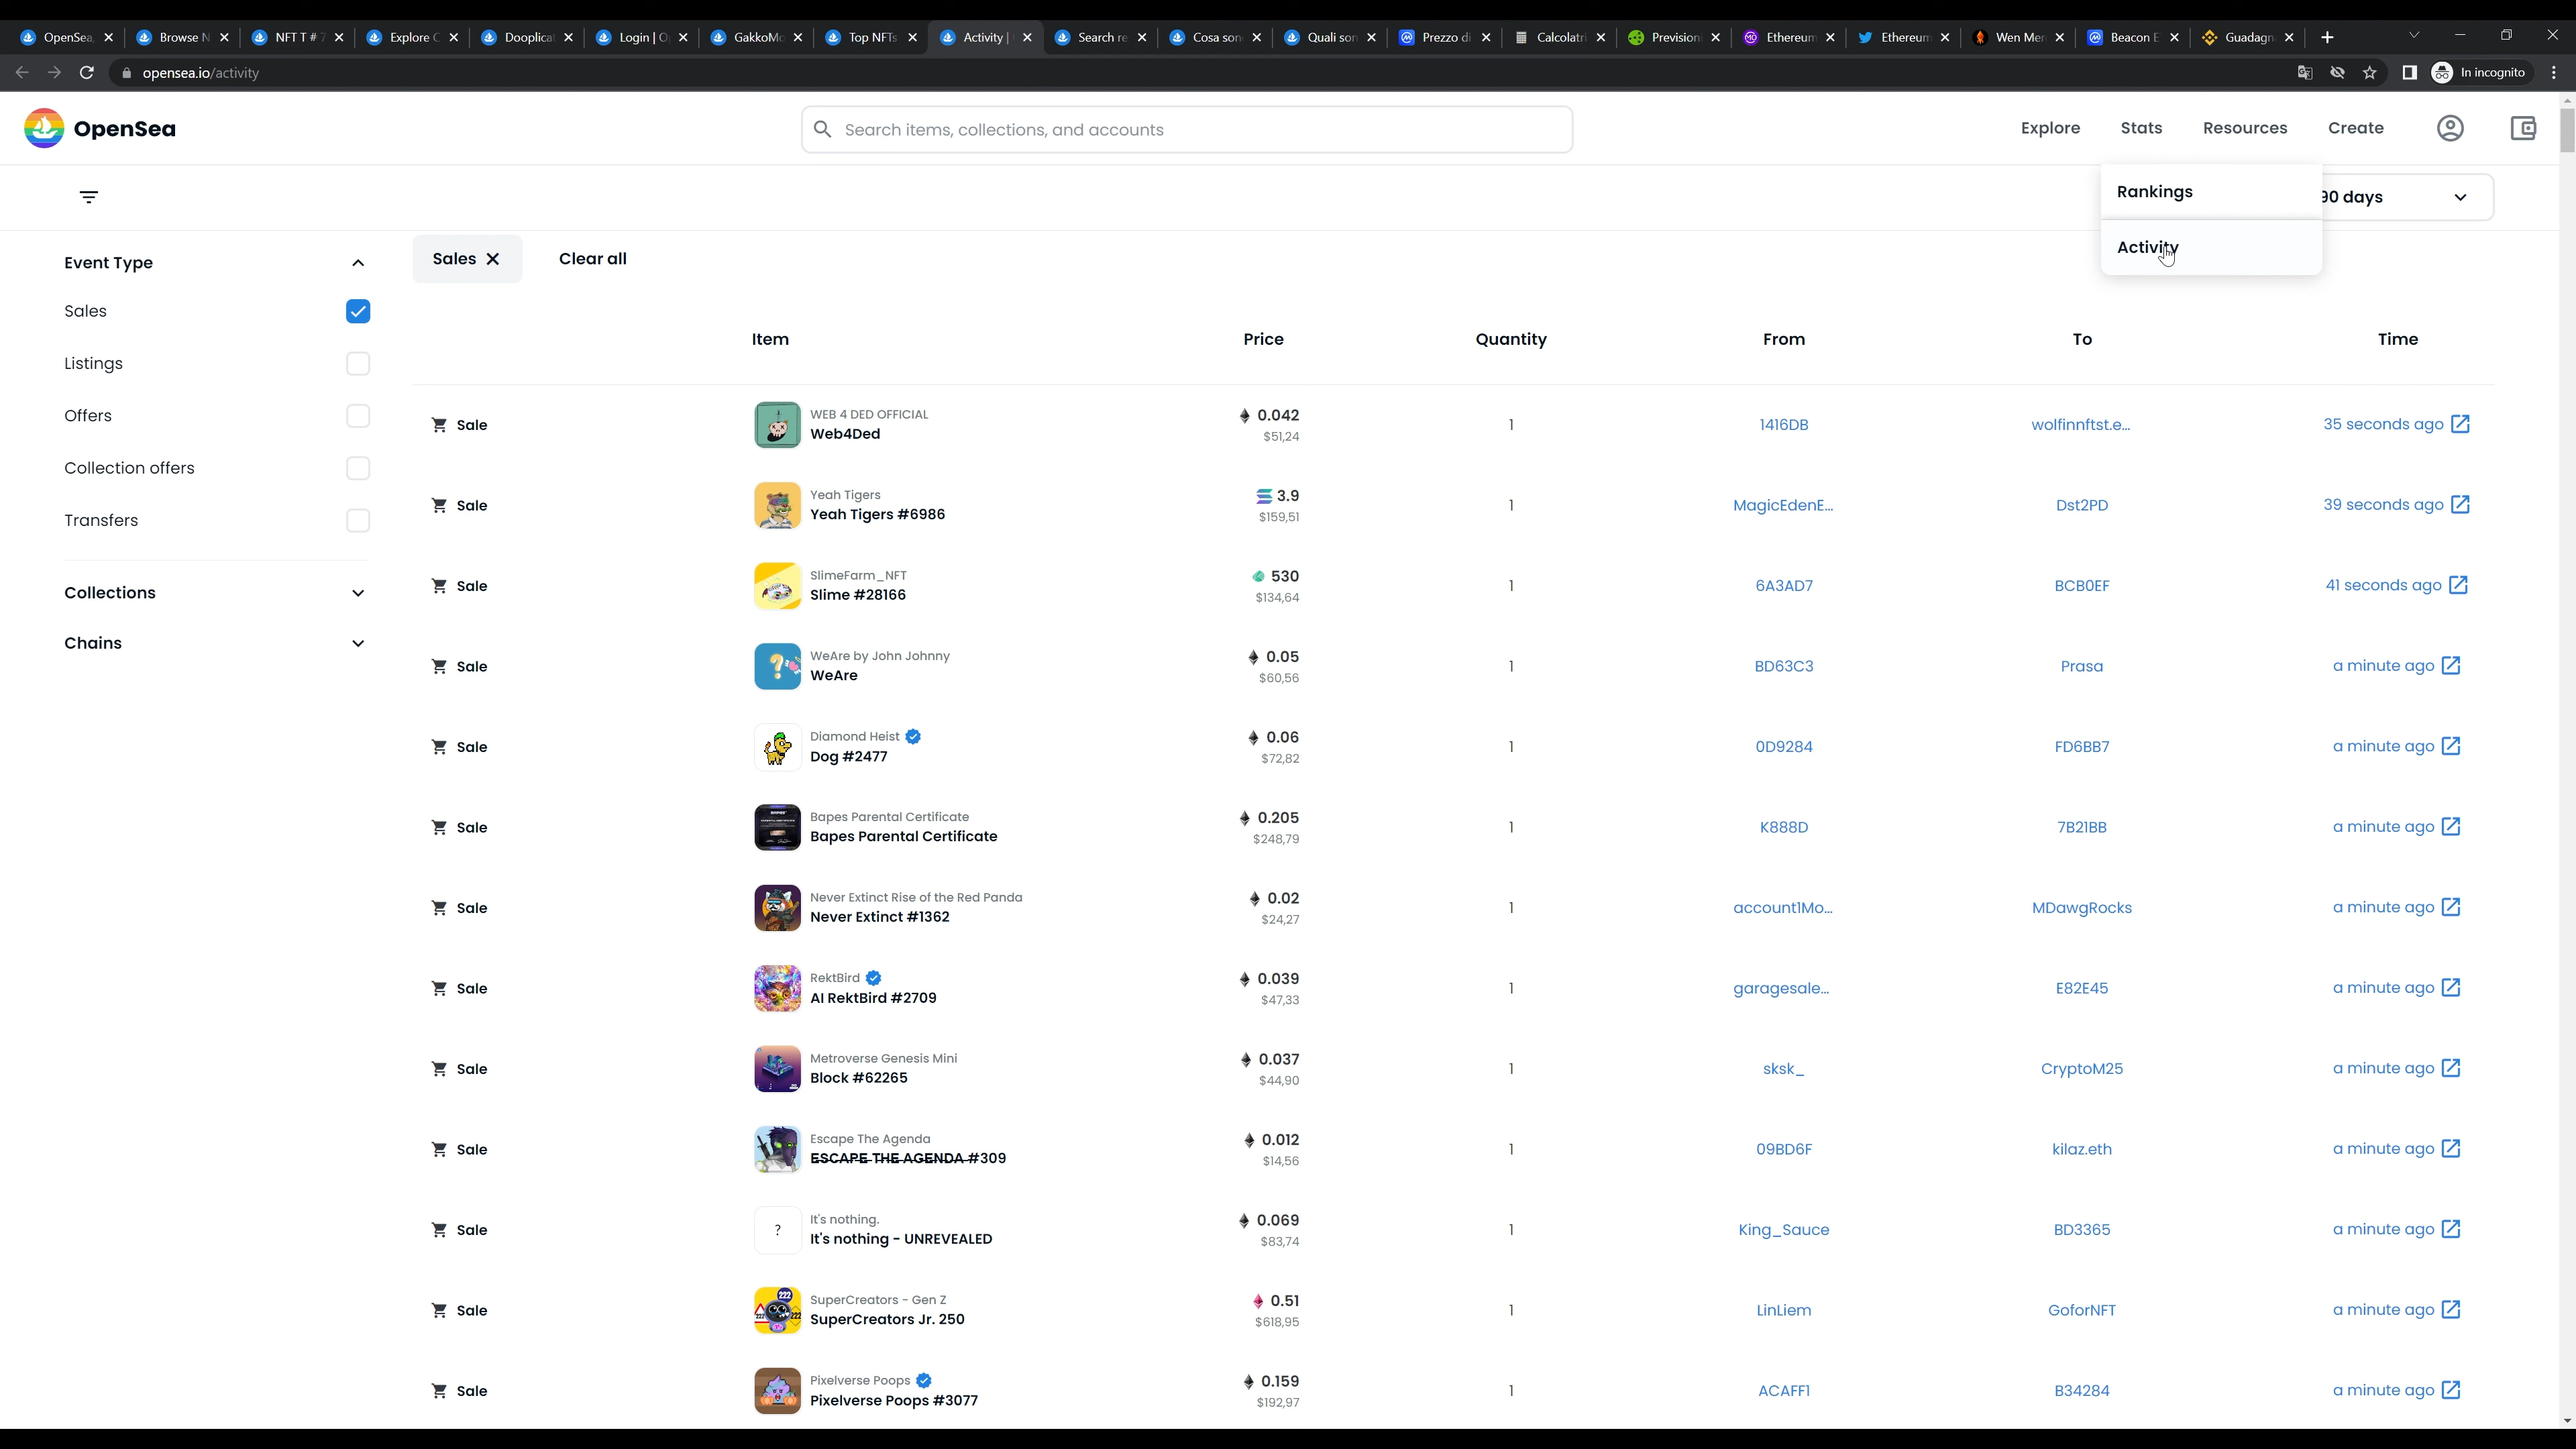 OpenSea Browse N NFT T # 7 Explore C Dooplicat Login | O GakkoMo Top NFTs Activity | Search re Cosa son Quali son Prezzo di Calcolatri Previsioni Ethereum Ethereum Wen Mer Beacon E Guadagn
opensea.io/activity In incognito
OpenSea Search items, collections, and accounts Explore Stats Resources Create
Rankings 90 days
Activity
Event Type Sales Clear all
Sales
Listings
Offers
Collection offers
Transfers
Collections
Chains
Item Price Quantity From To Time
Sale WEB 4 DED OFFICIAL 0.042 1 1416DB wolfinnftst.e... 35 seconds ago
Web4Ded $51,24
Sale Yeah Tigers 3.9 1 MagicEdenE... Dst2PD 39 seconds ago
Yeah Tigers #6986 $159,51
Sale SlimeFarm_NFT 530 1 6A3AD7 BCB0EF 41 seconds ago
Slime #28166 $134,64
Sale WeAre by John Johnny 0.05 1 BD63C3 Prasa a minute ago
WeAre $60,56
Sale Diamond Heist 0.06 1 0D9284 FD6BB7 a minute ago
Dog #2477 $72,82
Sale Bapes Parental Certificate 0.205 1 K888D 7B21BB a minute ago
Bapes Parental Certificate $248,79
Sale Never Extinct Rise of the Red Panda 0.02 1 account1Mo... MDawgRocks a minute ago
Never Extinct #1362 $24,27
Sale RektBird 0.039 1 garagesale... E82E45 a minute ago
AI RektBird #2709 $47,33
Sale Metroverse Genesis Mini 0.037 1 sksk_ CryptoM25 a minute ago
Block #62265 $44,90
Sale Escape The Agenda 0.012 1 09BD6F kilaz.eth a minute ago
ESCAPE THE AGENDA #309 $14,56
Sale ? It's nothing. 0.069 1 King_Sauce BD3365 a minute ago
It's nothing - UNREVEALED $83,74
Sale 222 SuperCreators - Gen Z 0.51 1 LinLiem GoforNFT a minute ago
SuperCreators Jr. 250 $618,95
Sale Pixelverse Poops 0.159 1 ACAFF1 B34284 a minute ago
Pixelverse Poops #3077 $192,97